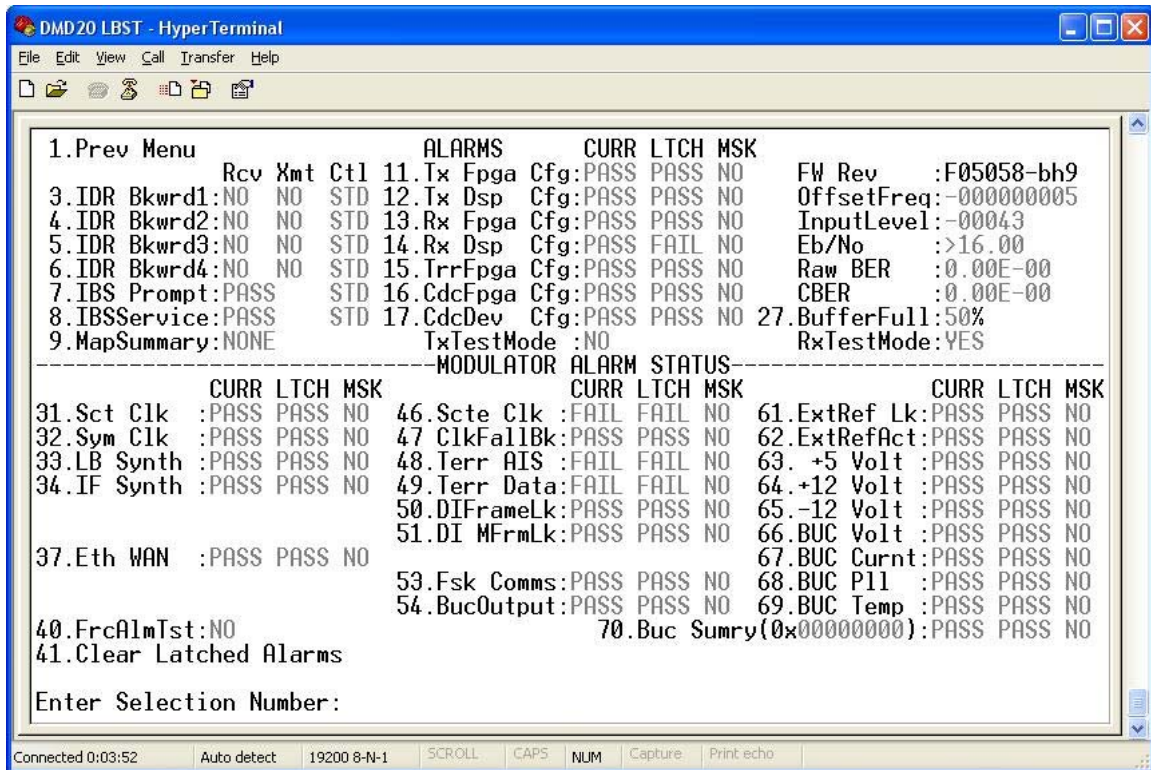 DMD20 LBST - HyperTerminal
File Edit View Call Transfer Help
1.Prev Menu ALARMS CURR LTCH MSK
Rcv Xmt Ctl 11.Tx Fpga Cfg:PASS PASS NO FW Rev :F05058-bh9
3.IDR Bkwrd1:NO NO STD 12.Tx Dsp Cfg:PASS PASS NO OffsetFreq:-000000005
4.IDR Bkwrd2:NO NO STD 13.Rx Fpga Cfg:PASS PASS NO InputLevel:-00043
5.IDR Bkwrd3:NO NO STD 14.Rx Dsp Cfg:PASS FAIL NO Eb/No :>16.00
6.IDR Bkwrd4:NO NO STD 15.TrrFpga Cfg:PASS PASS NO Raw BER :0.00E-00
7.IBS Prompt:PASS STD 16.CdcFpga Cfg:PASS PASS NO CBER :0.00E-00
8.IBSService:PASS STD 17.CdcDev Cfg:PASS PASS NO 27.BufferFull:50%
9.MapSummary:NONE TxTestMode :NO RxTestMode:YES
----------------------------------MODULATOR ALARM STATUS--------------------------------
CURR LTCH MSK CURR LTCH MSK CURR LTCH MSK
31.Sct Clk :PASS PASS NO 46.Scte Clk :FAIL FAIL NO 61.ExtRef Lk:PASS PASS NO
32.Sym Clk :PASS PASS NO 47 ClkFallBk:PASS PASS NO 62.ExtRefAct:PASS PASS NO
33.LB Synth :PASS PASS NO 48.Terr AIS :FAIL FAIL NO 63. +5 Volt :PASS PASS NO
34.IF Synth :PASS PASS NO 49.Terr Data:FAIL FAIL NO 64.+12 Volt :PASS PASS NO
50.DIFrameLk:PASS PASS NO 65.-12 Volt :PASS PASS NO
51.DI MFrmLk:PASS PASS NO 66.BUC Volt :PASS PASS NO
37.Eth WAN :PASS PASS NO 67.BUC Curnt:PASS PASS NO
53.Fsk Comms:PASS PASS NO 68.BUC Pll :PASS PASS NO
54.BucOutput:PASS PASS NO 69.BUC Temp :PASS PASS NO
40.FrcAlmTst:NO 70.Buc Sumry(0x00000000):PASS PASS NO
41.Clear Latched Alarms
Enter Selection Number:
Connected 0:03:52 Auto detect 19200 8-N-1 SCROLL CAPS NUM Capture Print echo